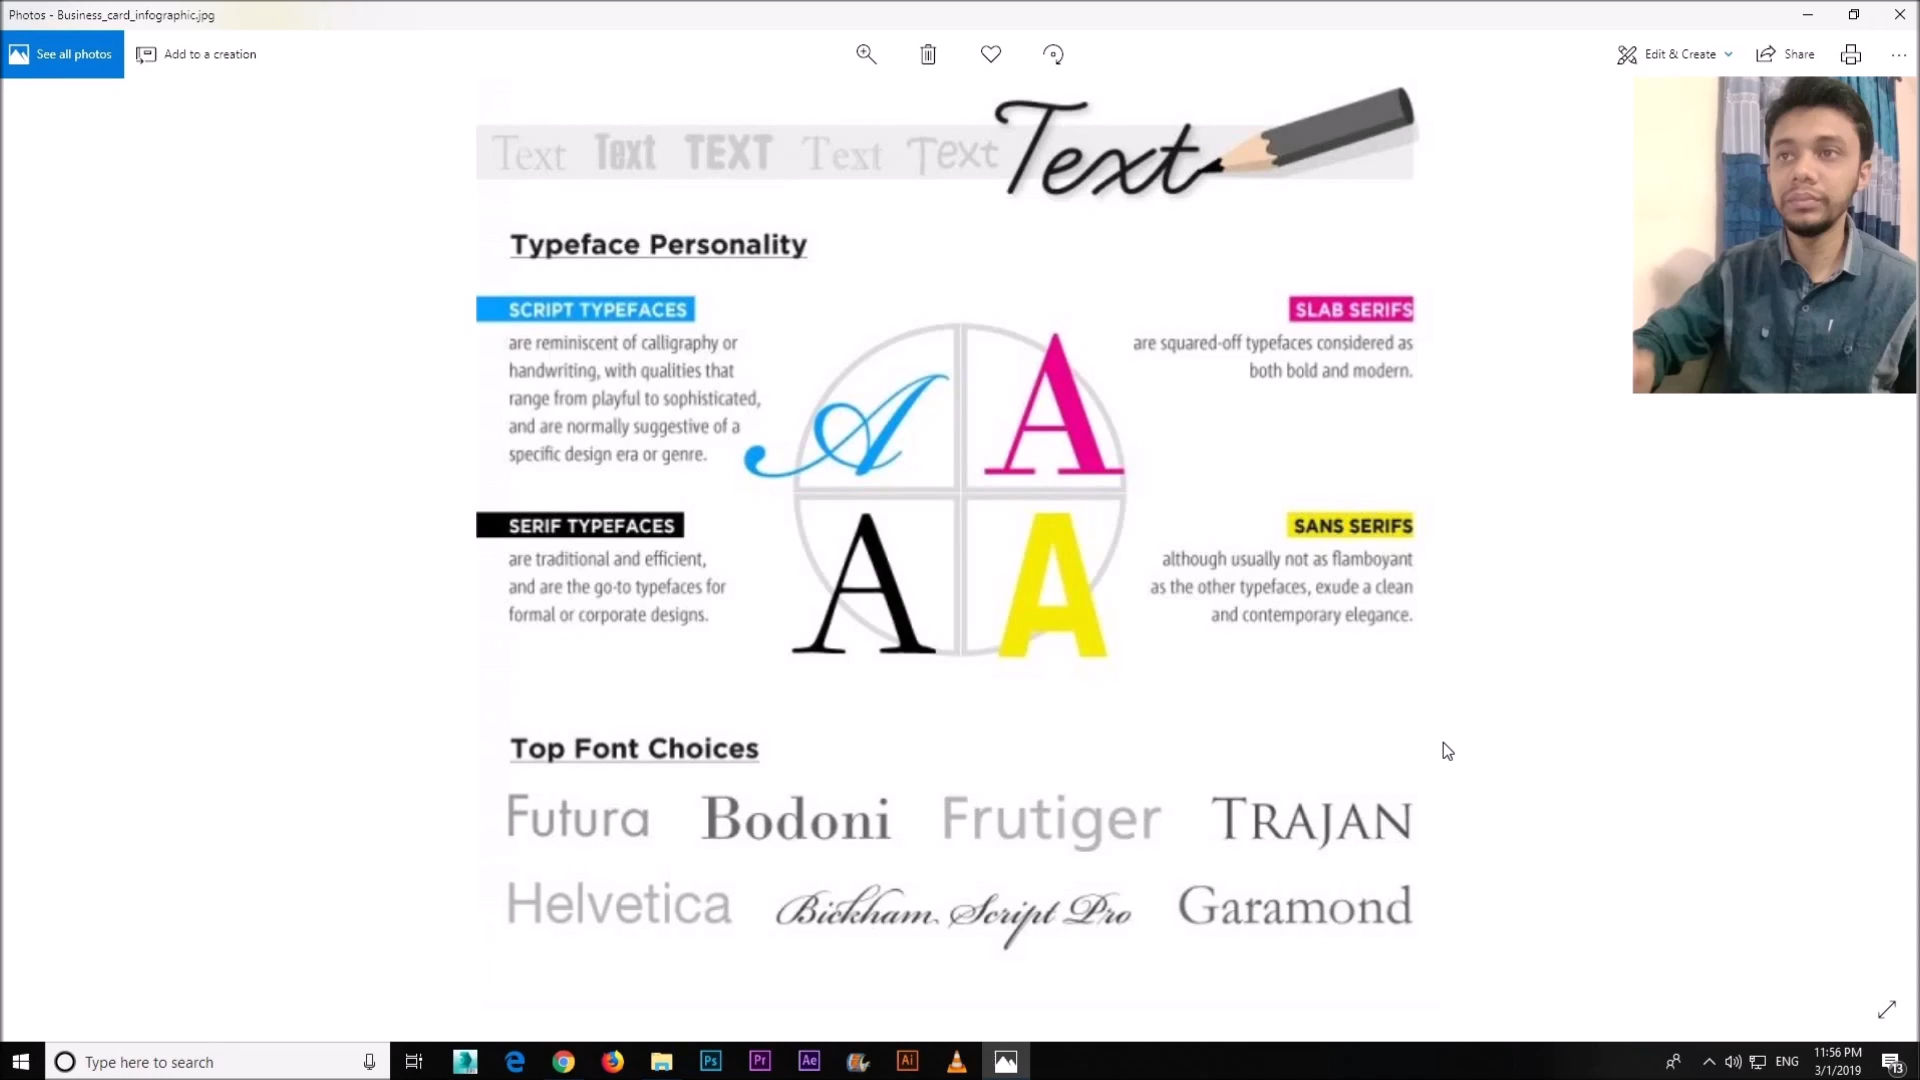 Photos - Business_card_infographic.jpg
See all photos
Add to a creation
Edit & Create
Share
Text Text TEXT Text Text Text
Typeface Personality
SCRIPT TYPEFACES
are reminiscent of calligraphy or
handwriting, with qualities that
range from playful to sophisticated,
and are normally suggestive of a
specific design era or genre.
SLAB SERIFS
are squared-off typefaces considered as
both bold and modern.
A A
SERIF TYPEFACES
are traditional and efficient,
and are the go-to typefaces for
formal or corporate designs.
A A
SANS SERIFS
although usually not as flamboyant
as the other typefaces, exude a clean
and contemporary elegance.
Top Font Choices
Futura Bodoni Frutiger TRAJAN
Helvetica Bickham Script Pro Garamond
Type here to search
Ps Pr Ae Ai
ENG
11:56 PM
3/1/2019
13